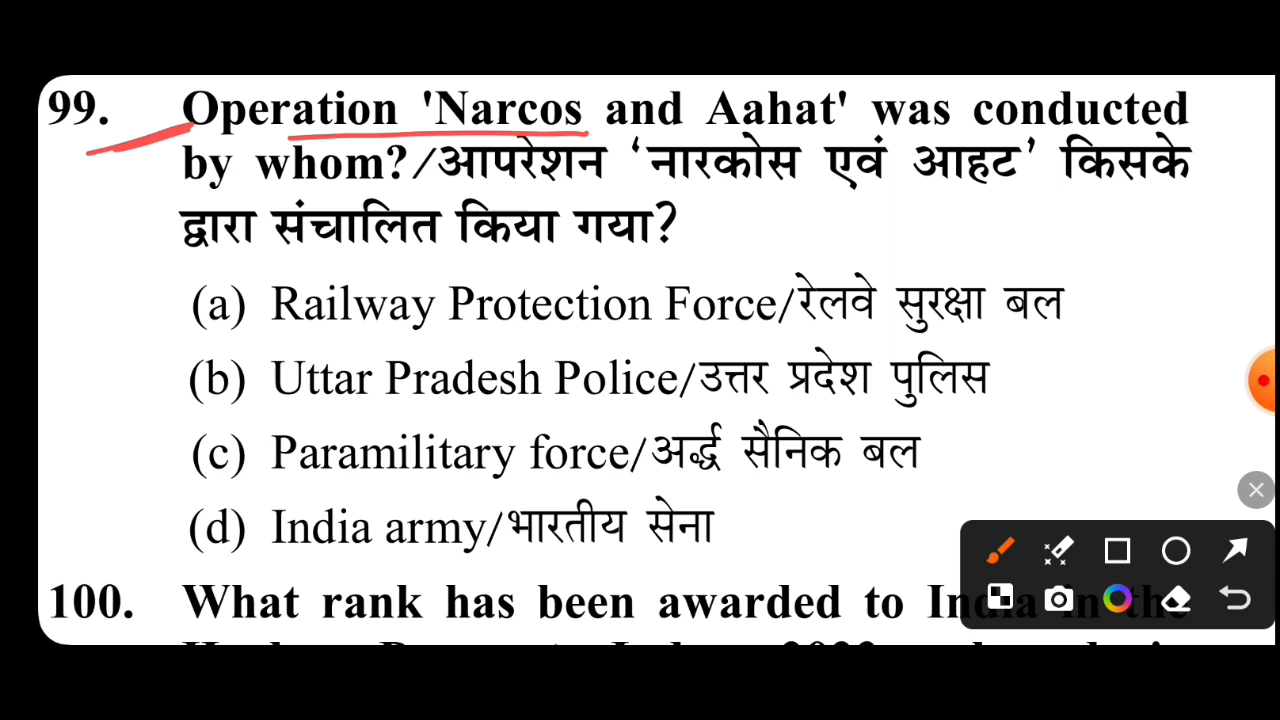 99. Operation 'Narcos and Aahat' was conducted
by whom?/आपरेशन 'नारकोस एवं आहट' किसके
द्वारा संचालित किया गया?
(a) Railway Protection Force/रेलवे सुरक्षा बल
(b) Uttar Pradesh Police/उत्तर प्रदेश पुलिस
(c) Paramilitary force/अर्द्ध सैनिक बल
(d) India army/भारतीय सेना
100. What rank has been awarded to India in the